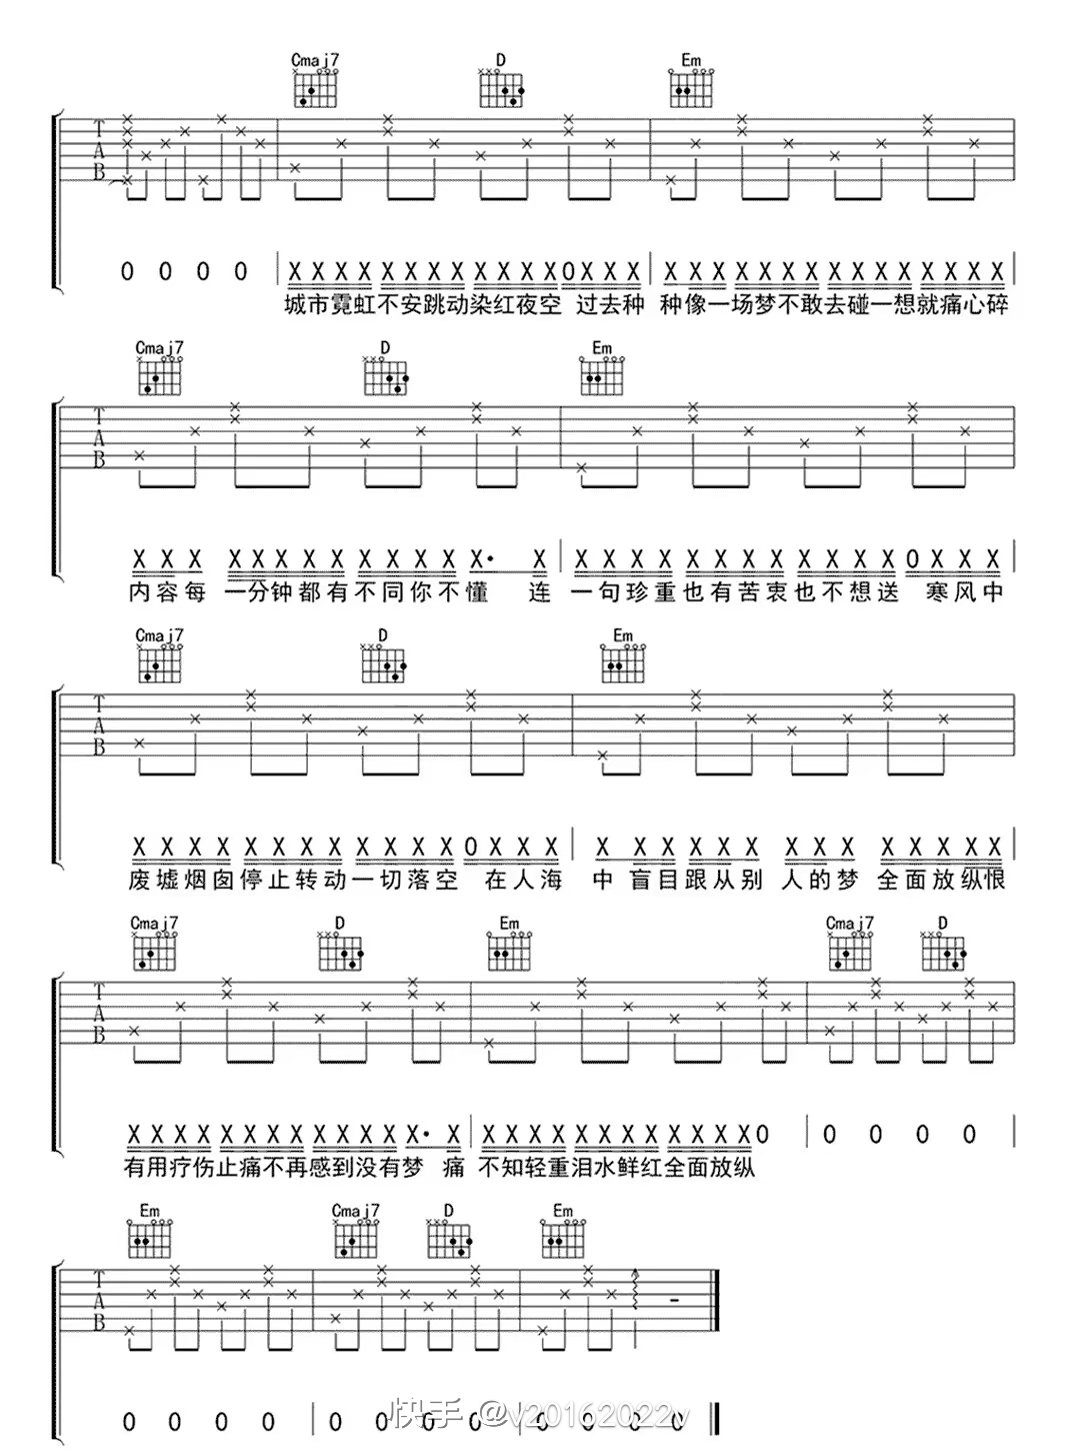 Cmaj7 D Em
T
A
B
0 0 0 0 X X X X X X X X X X X X 0 X X X X X X X X X X X X X X X X X X
城市霓虹不安跳动染红夜空 过去种 种像一场梦不敢去碰一想就痛心碎
Cmaj7 D Em
T
A
B
X X X X X X X X X X X X X· X X X X X X X X X X X X X 0 X X X
内容每 一分钟都有不同你不懂 连 一句珍重也有苦衷也不想送 寒风中
Cmaj7 D Em
T
A
B
X X X X X X X X X X X X 0 X X X X X X X X X X X X X X X X X
废墟烟囱停止转动一切落空 在人海 中 盲目跟从别 人的梦 全面放纵恨
Cmaj7 D Em Cmaj7 D
T
A
B
X X X X X X X X X X X X X· X X X X X X X X X X X X X 0 0 0 0 0
有用疗伤止痛不再感到没有梦 痛 不知轻重泪水鲜红全面放纵
Em Cmaj7 D Em
T
A
B
0 0 0 0 0 0 0 0 0 0 0 0
快手 @v20162022v